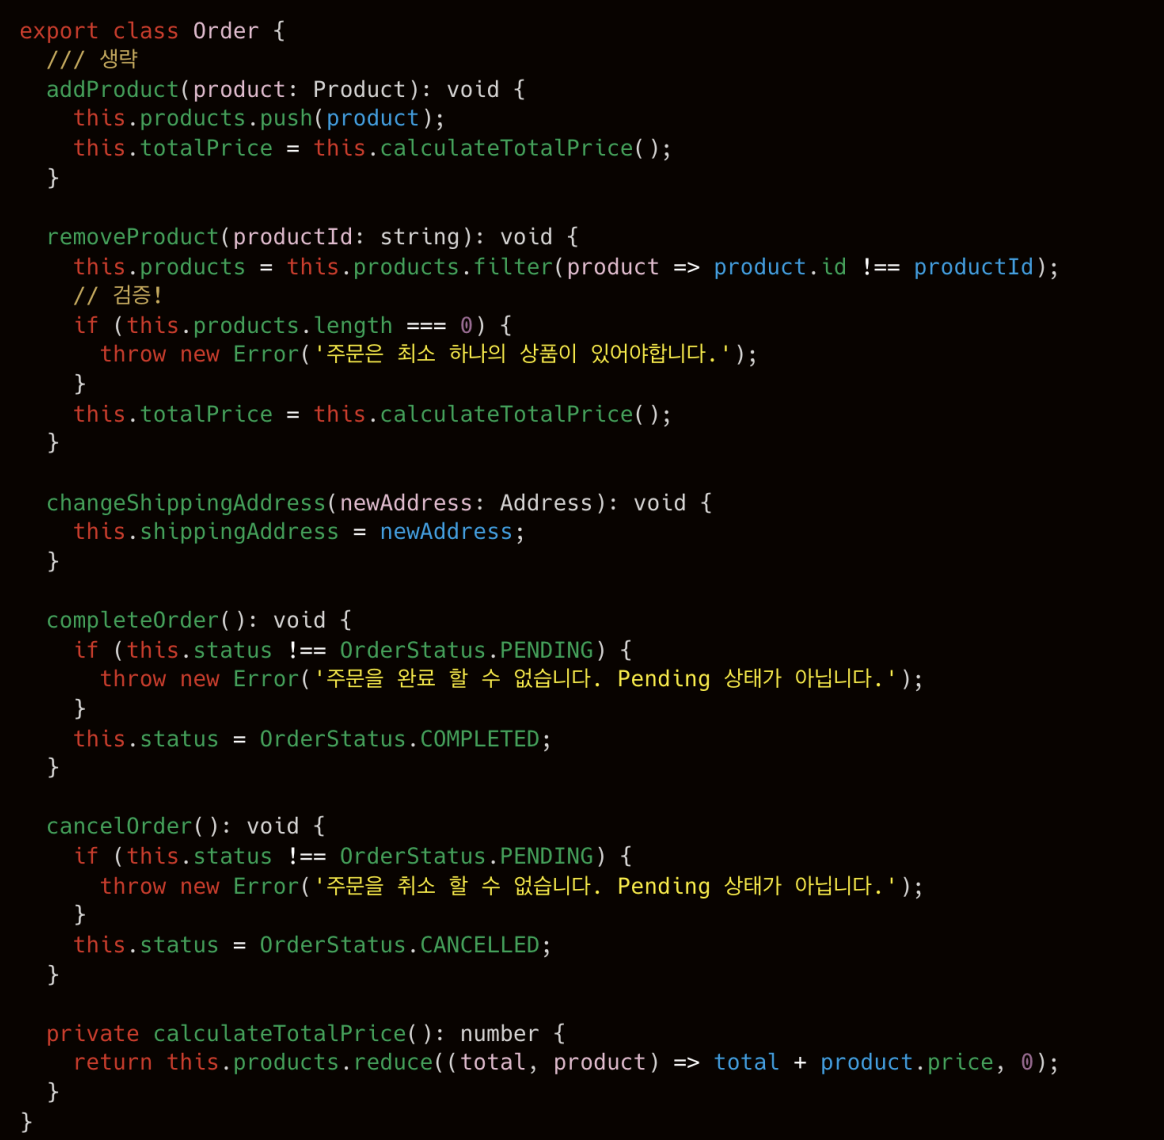 export class Order {
  /// 생략
  addProduct(product: Product): void {
    this.products.push(product);
    this.totalPrice = this.calculateTotalPrice();
  }

  removeProduct(productId: string): void {
    this.products = this.products.filter(product => product.id !== productId);
    // 검증!
    if (this.products.length === 0) {
      throw new Error('주문은 최소 하나의 상품이 있어야합니다.');
    }
    this.totalPrice = this.calculateTotalPrice();
  }

  changeShippingAddress(newAddress: Address): void {
    this.shippingAddress = newAddress;
  }

  completeOrder(): void {
    if (this.status !== OrderStatus.PENDING) {
      throw new Error('주문을 완료 할 수 없습니다. Pending 상태가 아닙니다.');
    }
    this.status = OrderStatus.COMPLETED;
  }

  cancelOrder(): void {
    if (this.status !== OrderStatus.PENDING) {
      throw new Error('주문을 취소 할 수 없습니다. Pending 상태가 아닙니다.');
    }
    this.status = OrderStatus.CANCELLED;
  }

  private calculateTotalPrice(): number {
    return this.products.reduce((total, product) => total + product.price, 0);
  }
}